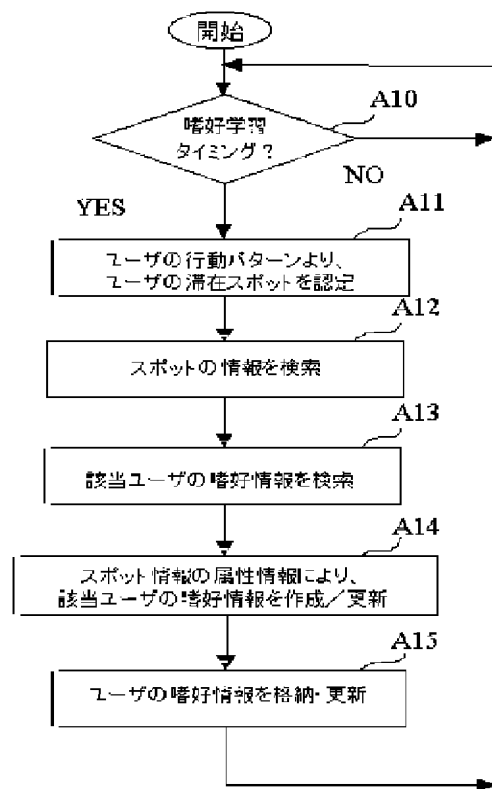 開始
A10
嗜好学習
タイミング?
NO
YES
A11
ユーザの行動パターンより、
ユーザの滞在スポットを認定
A12
スポットの情報を検索
A13
該当ユーザの嗜好情報を検索
A14
スポット情報の属性情報により、
該当ユーザの嗜好情報を作成／更新
A15
ユーザの嗜好情報を格納・更新